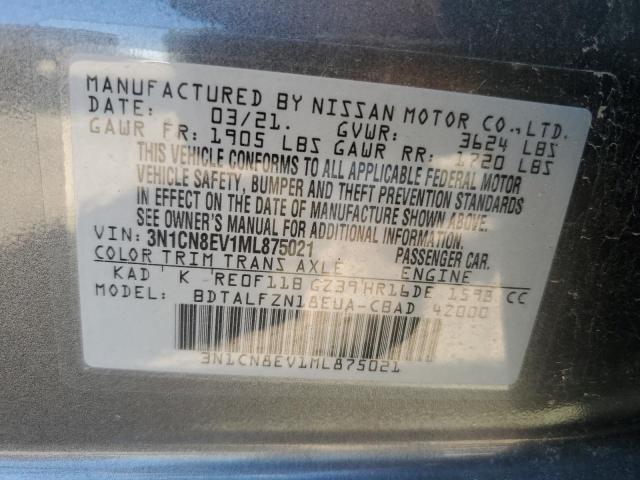 MANUFACTURED BY NISSAN MOTOR CO.,LTD.
DATE: 03/21. GVWR: 3624 LBS
GAWR FR: 1905 LBS GAWR RR: 1720 LBS
THIS VEHICLE CONFORMS TO ALL APPLICABLE FEDERAL MOTOR
VEHICLE SAFETY, BUMPER AND THEFT PREVENTION STANDARDS
IN EFFECT ON THE DATE OF MANUFACTURE SHOWN ABOVE.
SEE OWNER'S MANUAL OR WARRANTY BOOKLET
VIN: 3N1CN8EV1ML875021 PASSENGER CAR.
COLOR TRIM TRANS AXLE ENGINE
KAD K RE0F11B GZ39 HR16DE 1598 CC
MODEL: BDTALFZN18EUA-CBAD 42000
3N1CN8EV1ML875021